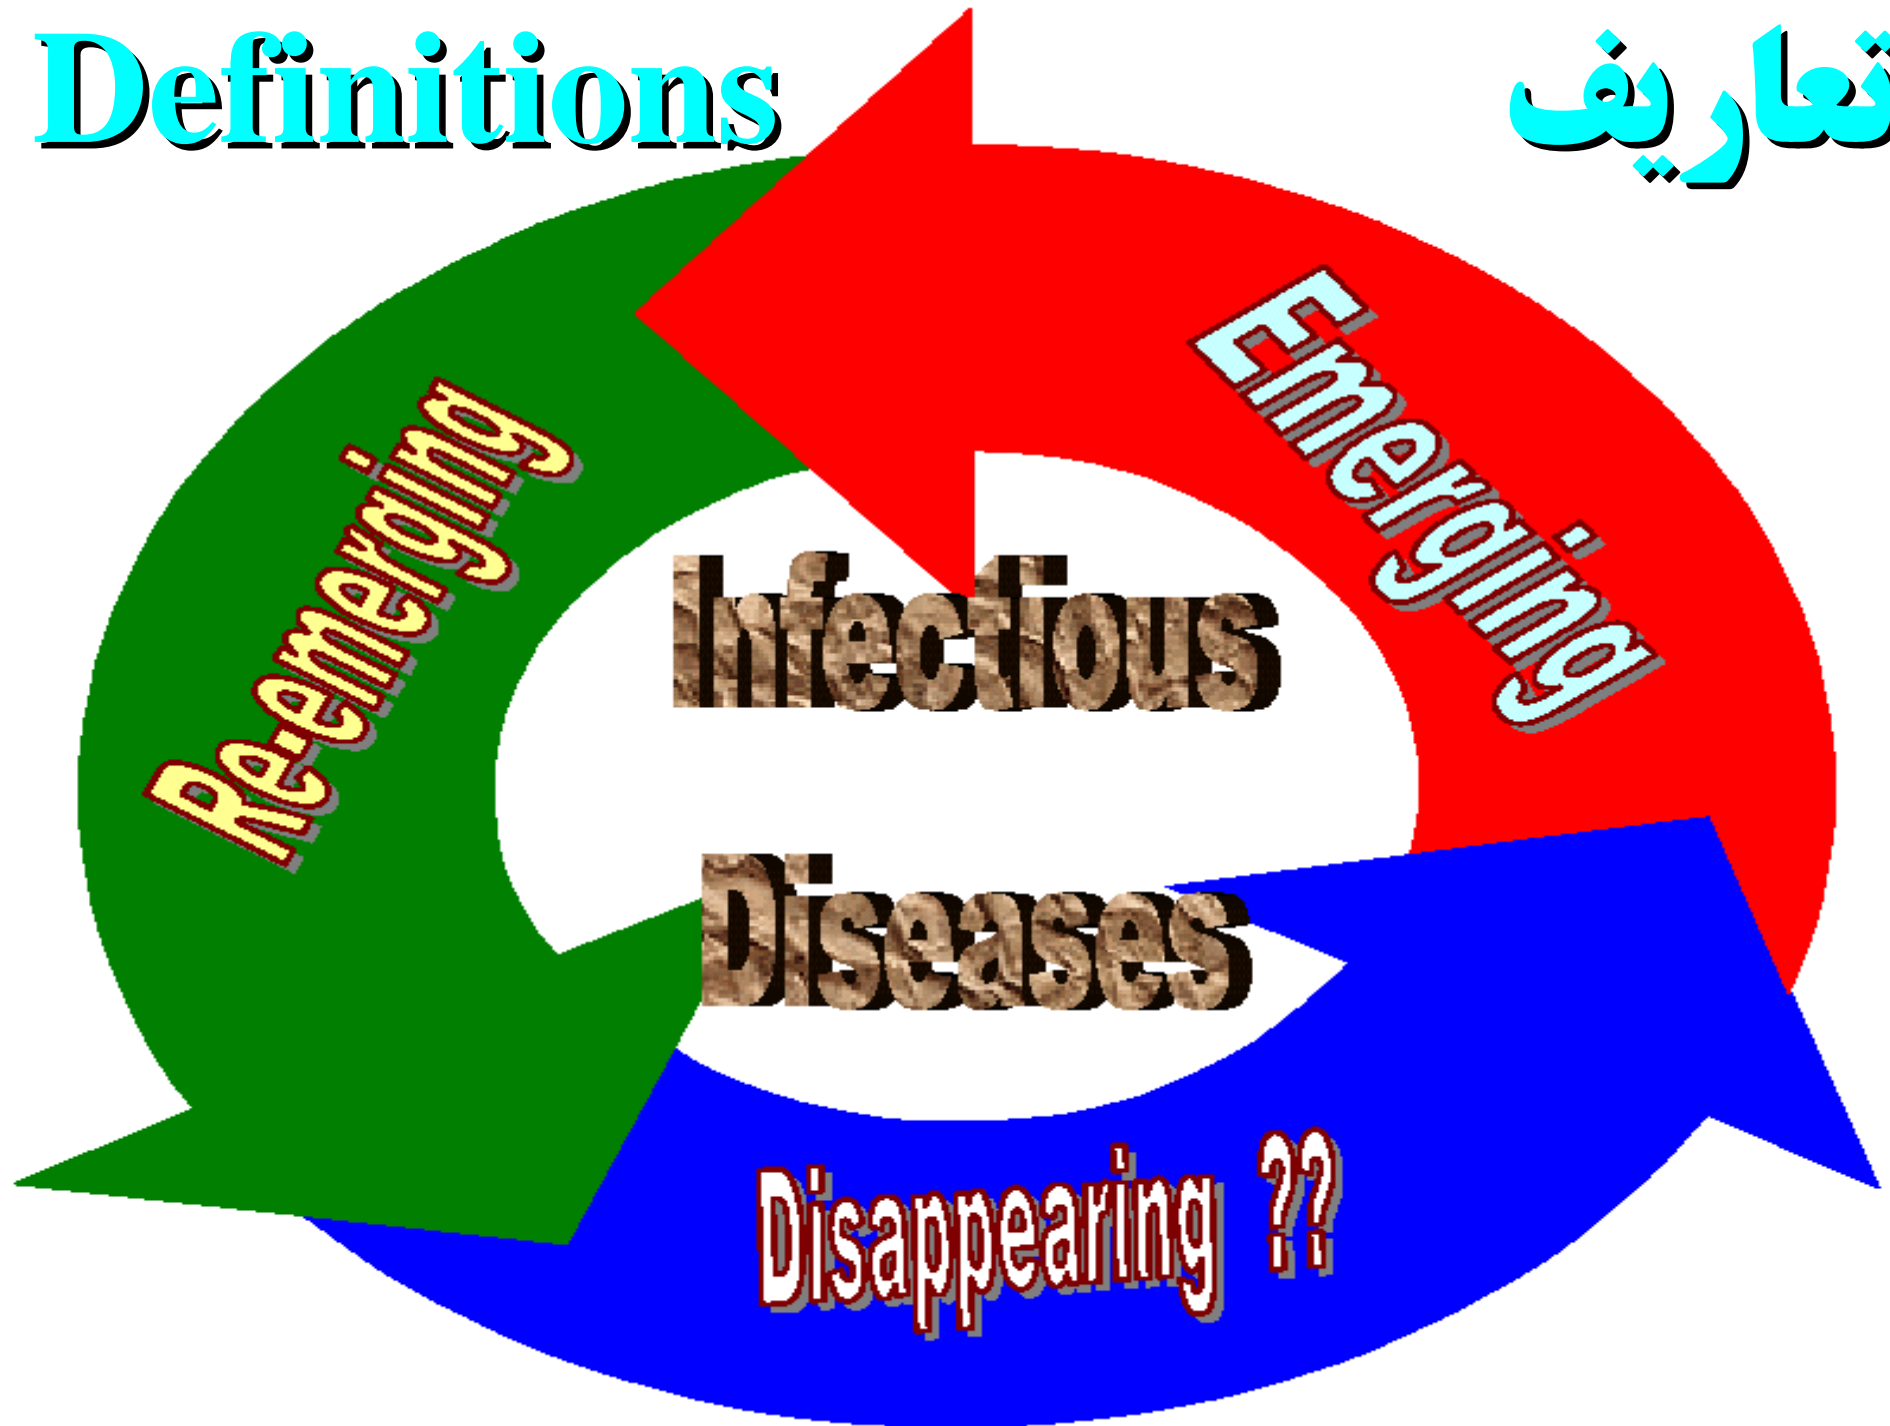 Definitions
تعاريف
Emerging
Re-emerging
Infectious
Diseases
Disappearing ??